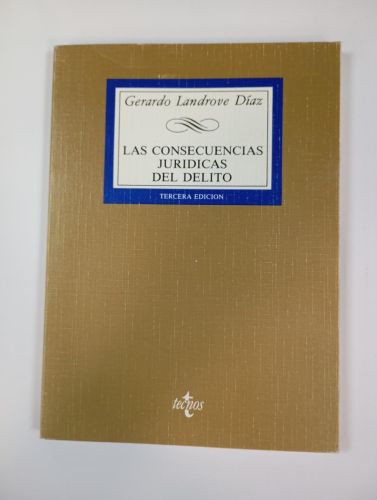 Gerardo Landrove Díaz
LAS CONSECUENCIAS
JURIDICAS
DEL DELITO
TERCERA EDICION
tecnos